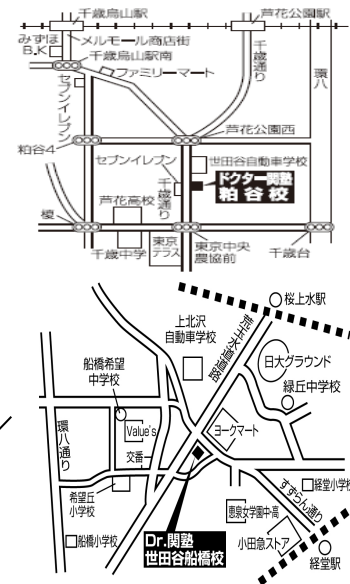 千歳烏山駅
芦花公園駅
みずほ
B.K
メルモール商店街
千歳烏山駅南
ファミリーマート
セブンイレブン
千歳通り
環八
粕谷4
芦花公園西
セブンイレブン
世田谷自動車学校
千歳通り
ドクター関塾
粕谷校
芦花高校
榎
千歳中学
東京
テラス
東京中央
農協前
千歳台
桜上水駅
荒玉水道道路
上北沢
自動車学校
日大グラウンド
船橋希望
中学校
緑丘中学校
環八通り
Value's
ヨークマート
交番
希望丘
小学校
すずらん通り
経堂小学校
恵泉女学園中・高
船橋小学校
Dr.関塾
世田谷船橋校
小田急ストア
経堂駅